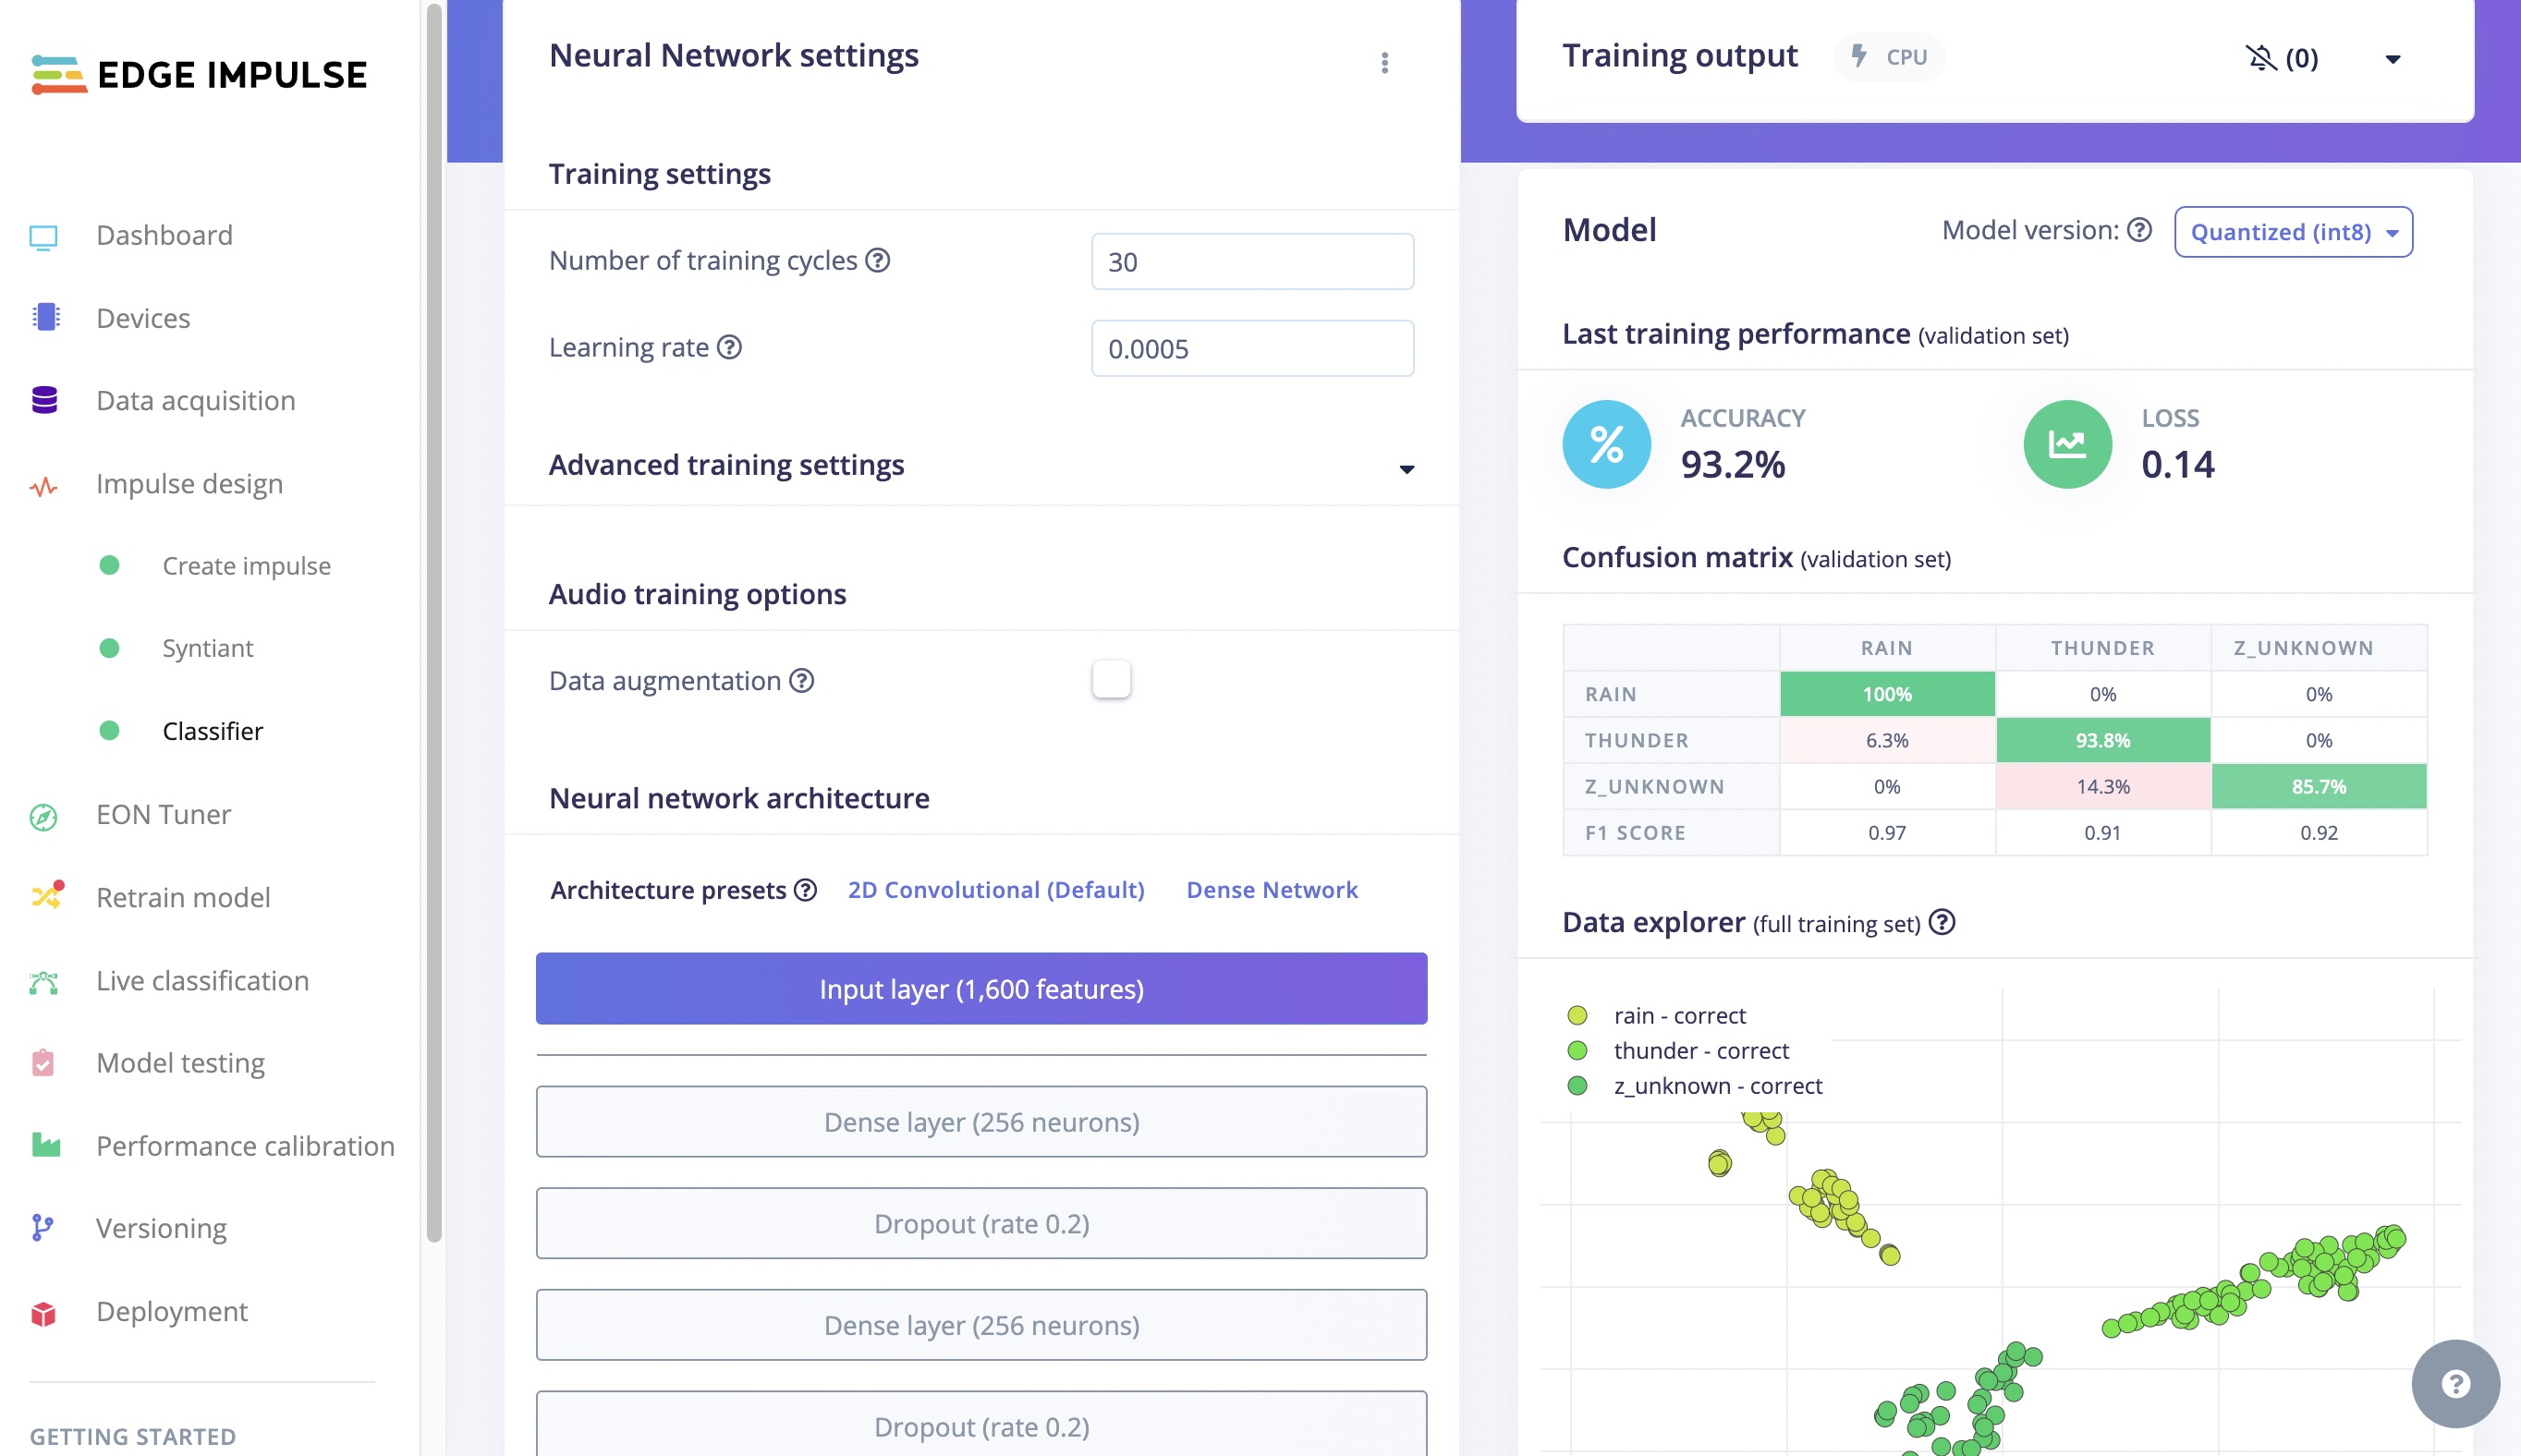 EDGE IMPULSE
Dashboard
Devices
Data acquisition
Impulse design
Create impulse
Syntiant
Classifier
EON Tuner
Retrain model
Live classification
Model testing
Performance calibration
Versioning
Deployment
GETTING STARTED
Neural Network settings
Training settings
Number of training cycles ?
30
Learning rate ?
0.0005
Advanced training settings
Audio training options
Data augmentation ?
Neural network architecture
Architecture presets ? 2D Convolutional (Default) Dense Network
Input layer (1,600 features)
Dense layer (256 neurons)
Dropout (rate 0.2)
Dense layer (256 neurons)
Dropout (rate 0.2)
Training output CPU (0)
Model Model version: ? Quantized (int8)
Last training performance (validation set)
% ACCURACY
93.2%
LOSS
0.14
Confusion matrix (validation set)
RAIN THUNDER Z_UNKNOWN
RAIN 100% 0% 0%
THUNDER 6.3% 93.8% 0%
Z_UNKNOWN 0% 14.3% 85.7%
F1 SCORE 0.97 0.91 0.92
Data explorer (full training set) ?
rain - correct
thunder - correct
z_unknown - correct
?